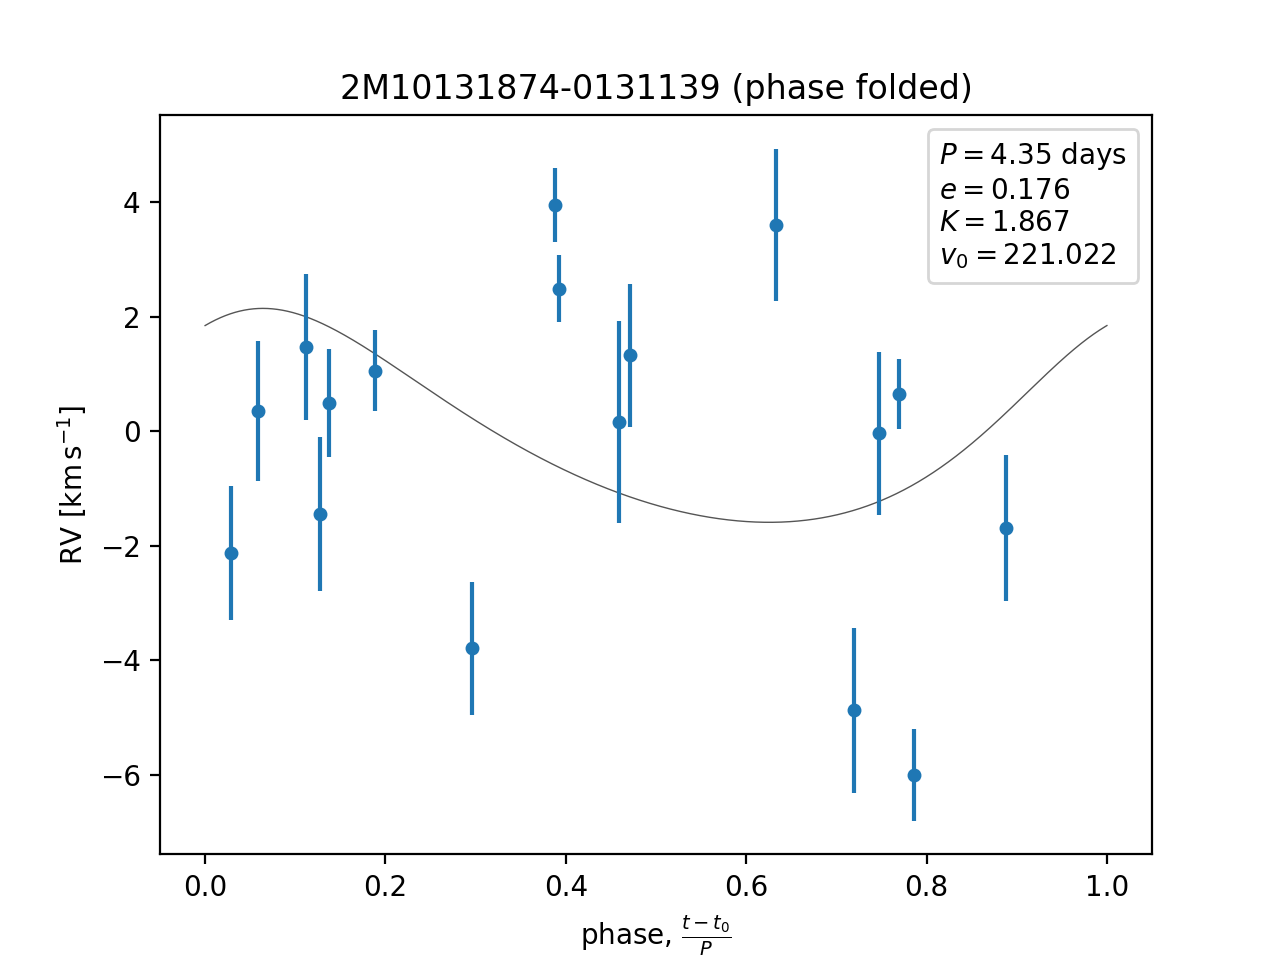 2M10131874-0131139 (phase folded)
P = 4.35 days
e = 0.176
K = 1.867
v₀ = 221.022
RV [km s⁻¹]
4
2
0
−2
−4
−6
0.0 0.2 0.4 0.6 0.8 1.0
phase, (t − t₀)/P